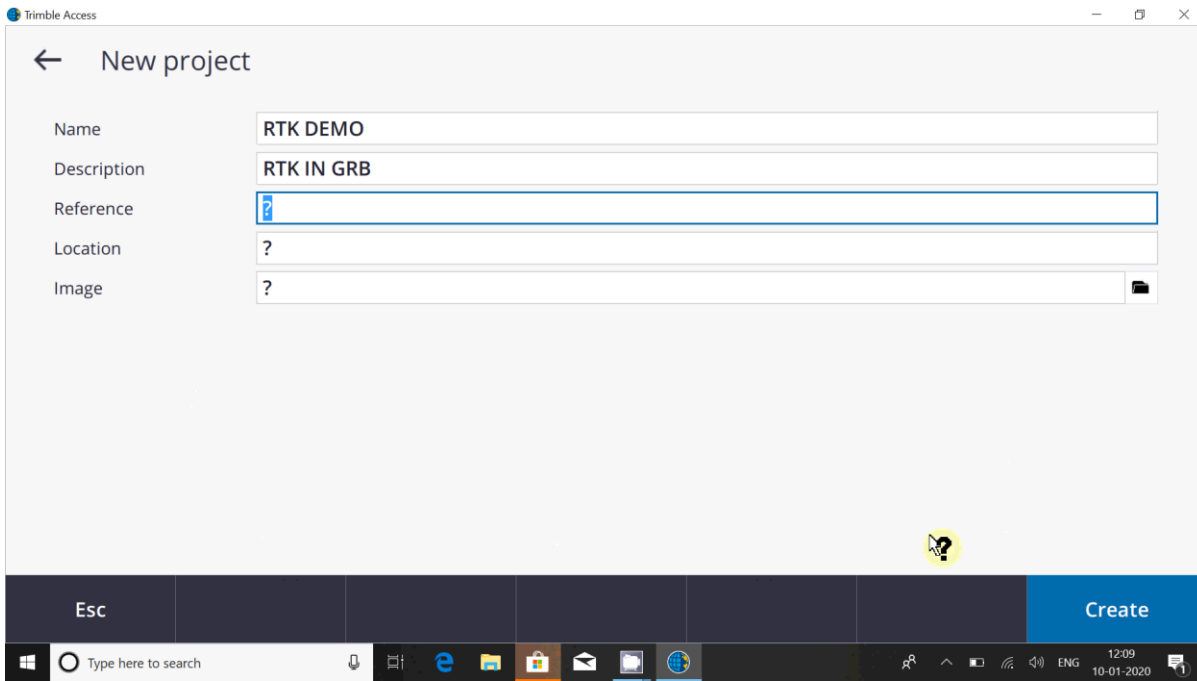 Trimble Access
New project
Name RTK DEMO
Description RTK IN GRB
Reference ?
Location ?
Image ?
?
Esc Create
Type here to search ENG 12:09
10-01-2020 1